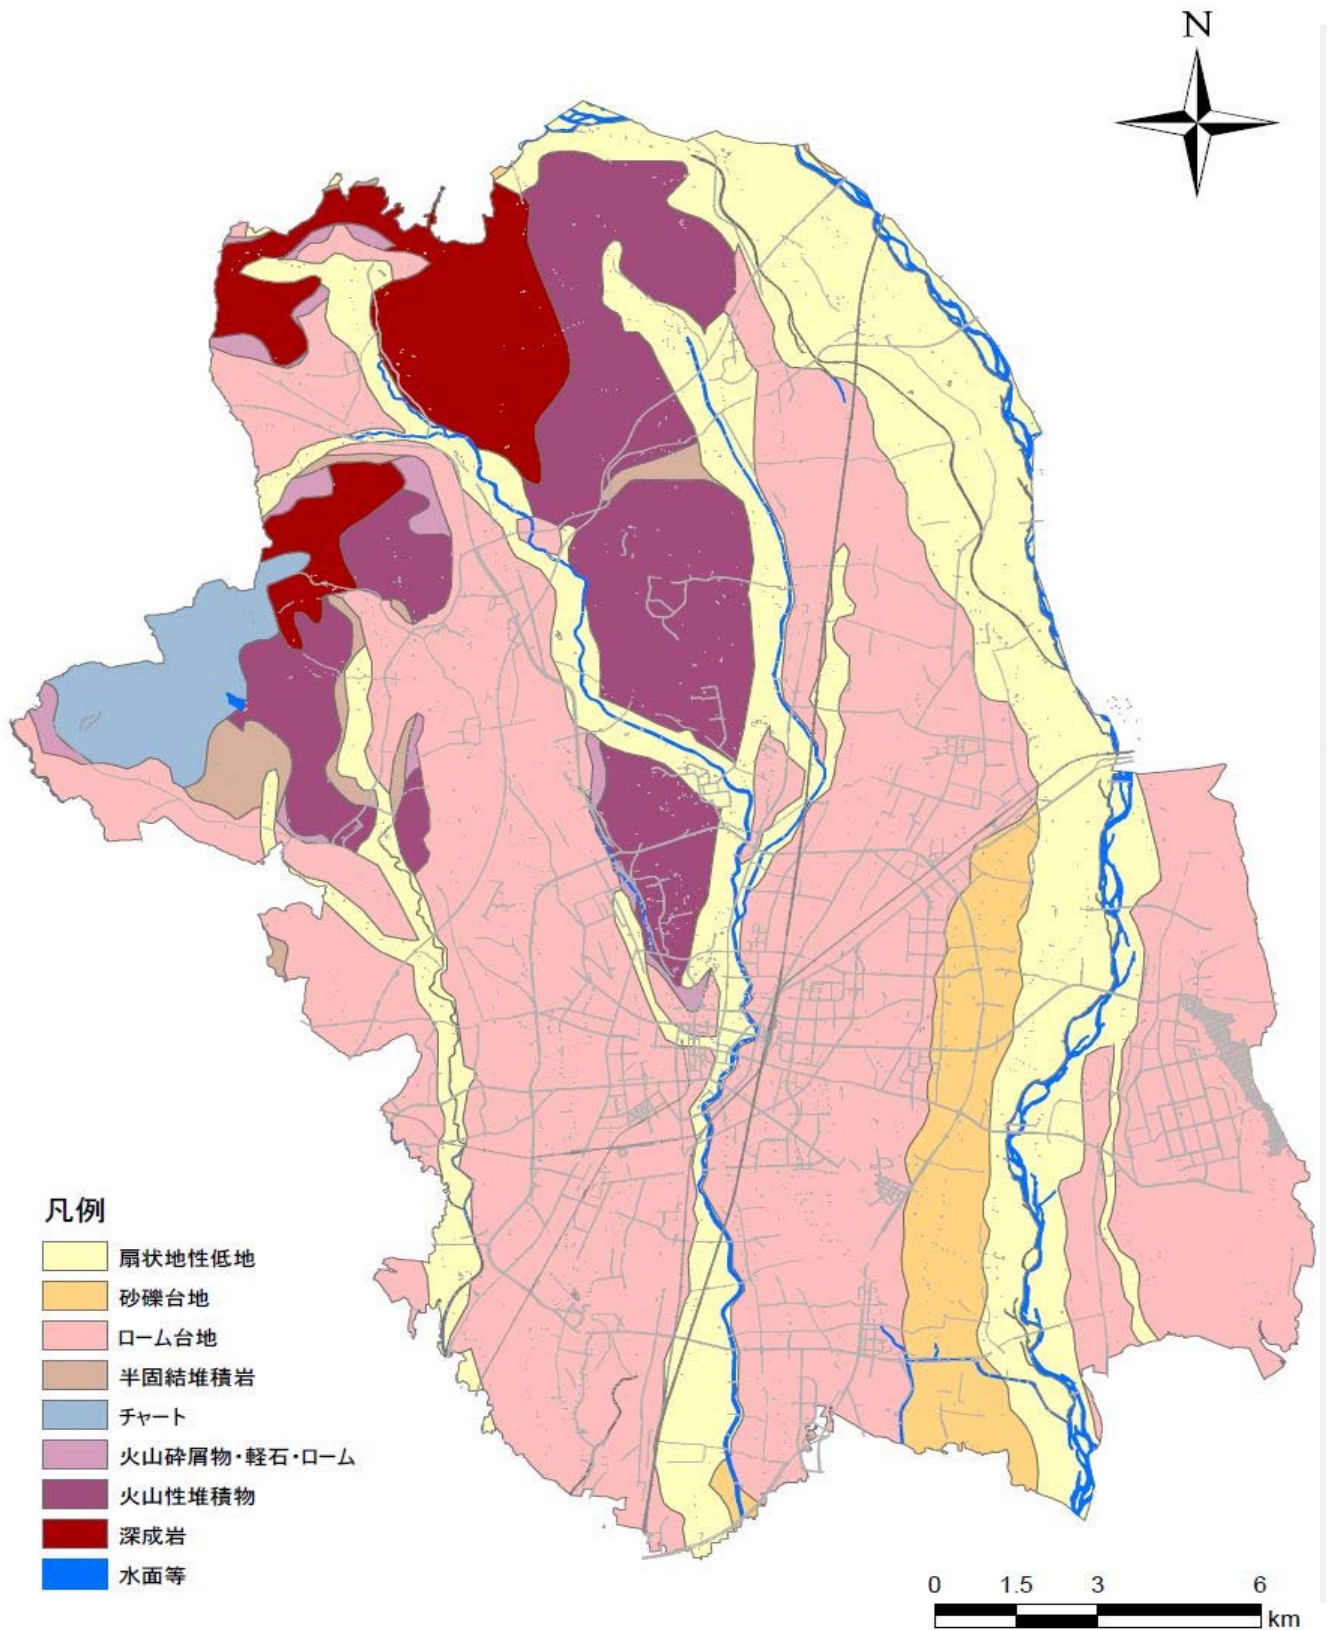 N
凡例
扇状地性低地
砂礫台地
ローム台地
半固結堆積岩
チャート
火山砕屑物・軽石・ローム
火山性堆積物
深成岩
水面等
0 1.5 3 6
km